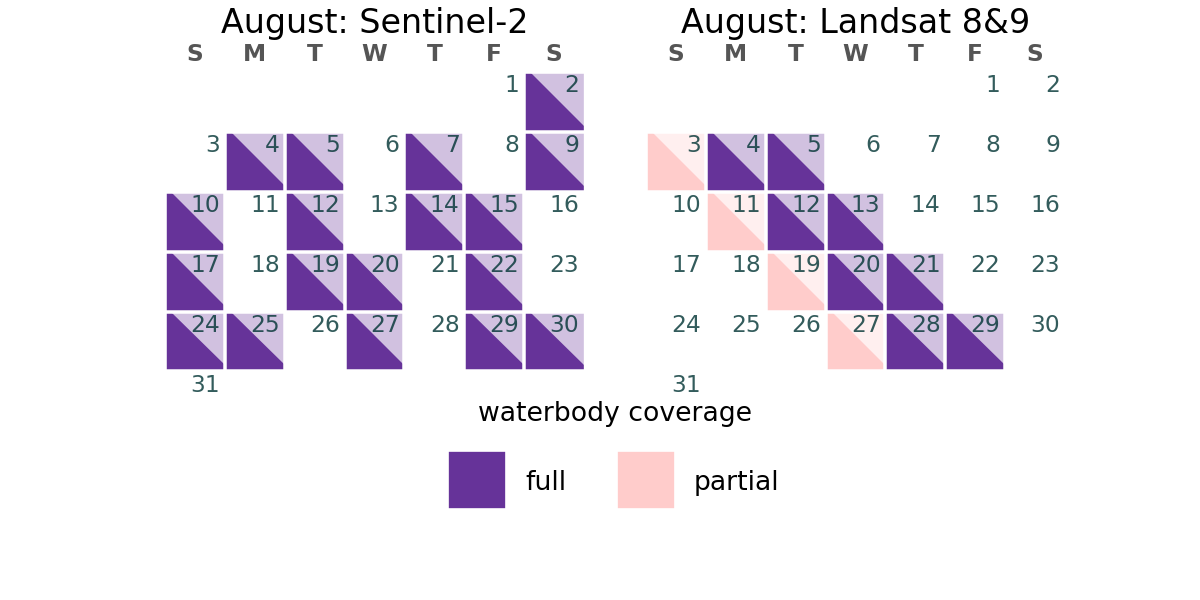 August: Sentinel-2
S M T W T F S
1 2
3 4 5 6 7 8 9
10 11 12 13 14 15 16
17 18 19 20 21 22 23
24 25 26 27 28 29 30
31
August: Landsat 8&9
S M T W T F S
1 2
3 4 5 6 7 8 9
10 11 12 13 14 15 16
17 18 19 20 21 22 23
24 25 26 27 28 29 30
31
waterbody coverage
full
partial